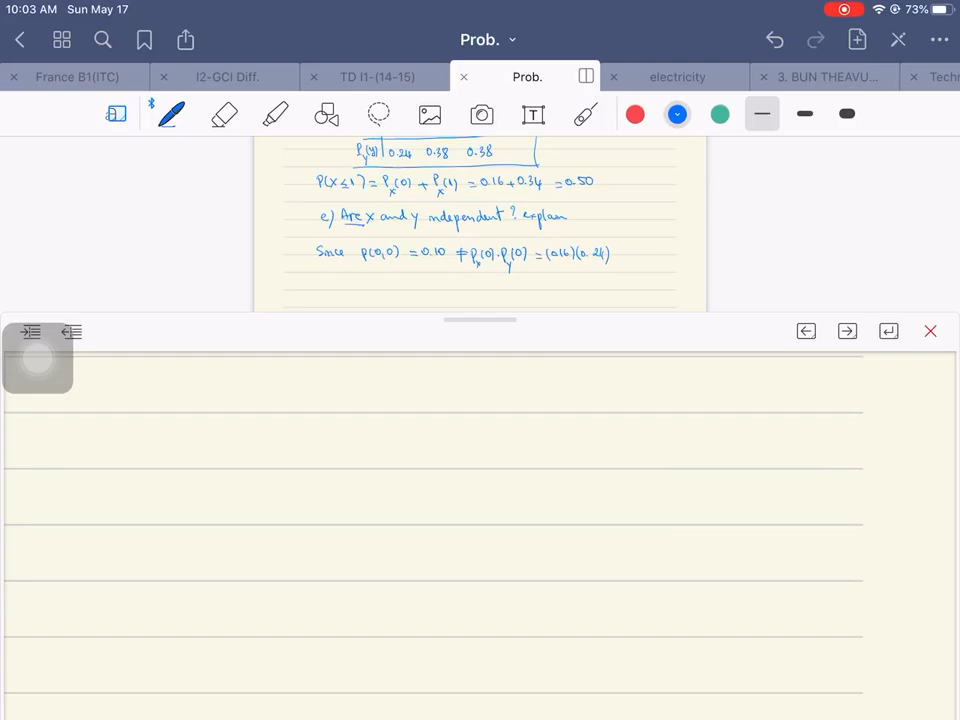 10:03 AM Sun May 17
73%
Prob.
France B1(ITC)
I2-GCI Diff.
TD I1-(14-15)
Prob.
electricity
3. BUN THEAVU...
Techn
T
Py(y) 0.24 0.38 0.38
P(X≤1) = Px(0) + Px(1) = 0.16 + 0.34 = 0.50
e) Are x and y independent? explain
Since P(0,0) = 0.10 ≠ Px(0).Py(0) = (0.16)(0.24)